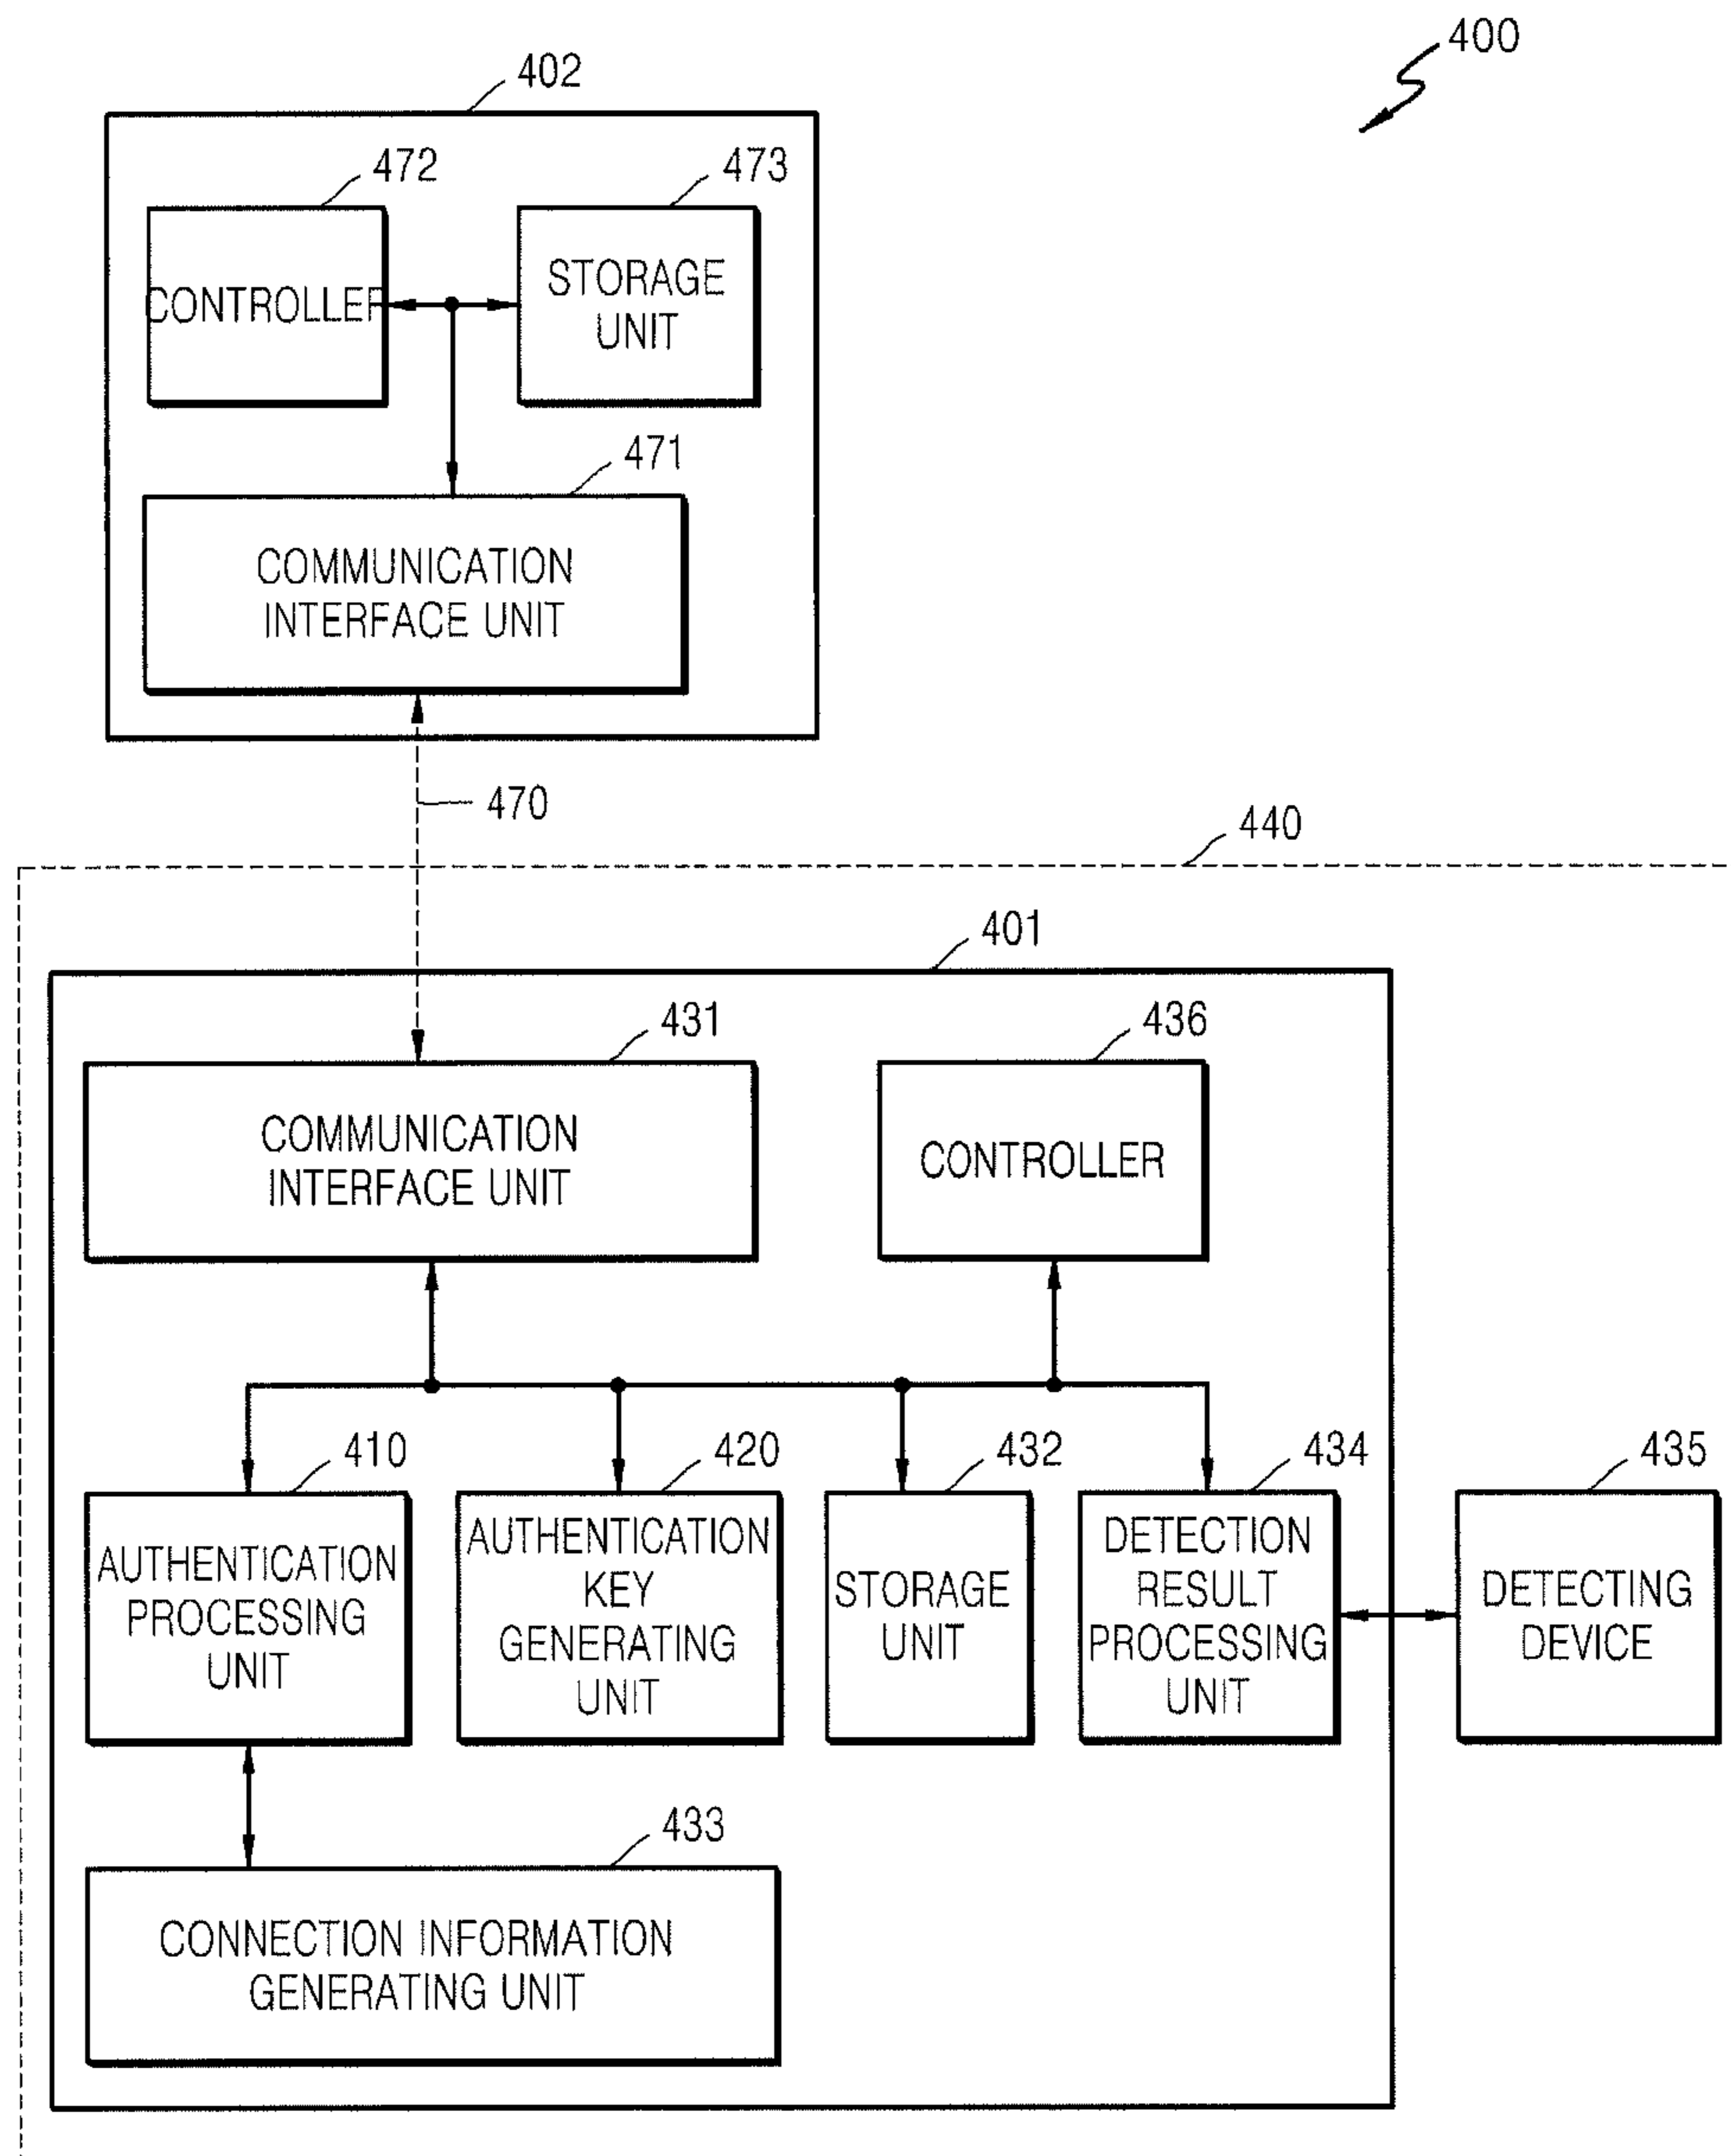 400
402
472
473
CONTROLLER
STORAGE
UNIT
471
COMMUNICATION
INTERFACE UNIT
470
440
401
431
436
COMMUNICATION
INTERFACE UNIT
CONTROLLER
410
420
432
434
435
AUTHENTICATION
PROCESSING
UNIT
AUTHENTICATION
KEY
GENERATING
UNIT
STORAGE
UNIT
DETECTION
RESULT
PROCESSING
UNIT
DETECTING
DEVICE
433
CONNECTION INFORMATION
GENERATING UNIT